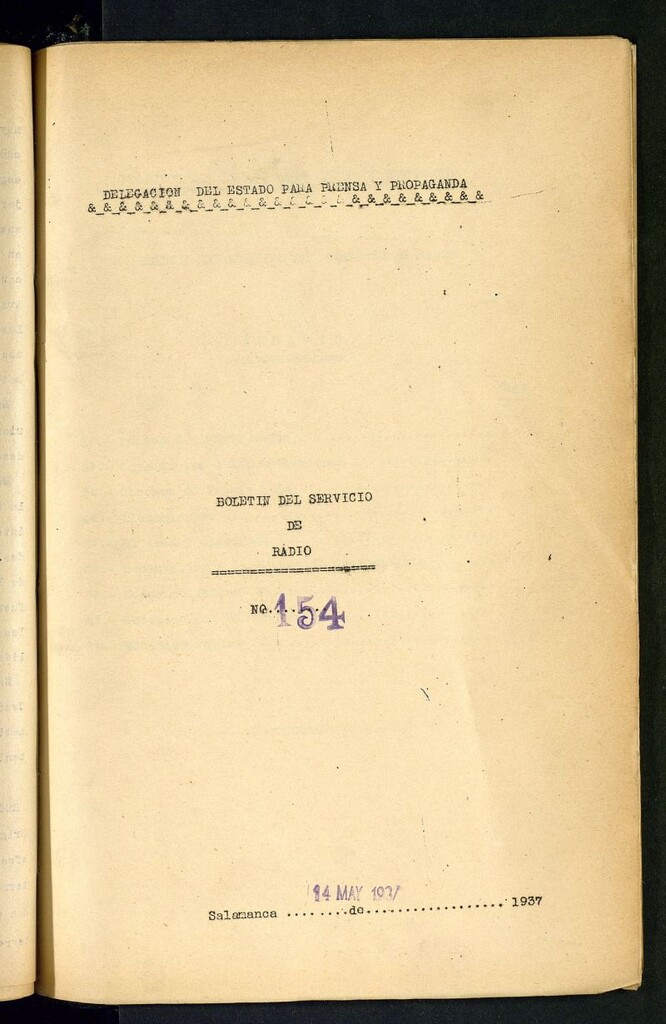 DELEGACION DEL ESTADO PARA PRENSA Y PROPAGANDA
&_&_&_&_&_&_&_&_&_&_&_&_&_&_&_&_&_&_&_&_&_&_&_&_&_&
BOLETIN DEL SERVICIO
DE
RADIO
====================
Nº........154
14 MAY 1937
Salamanca ........de.................. 1937